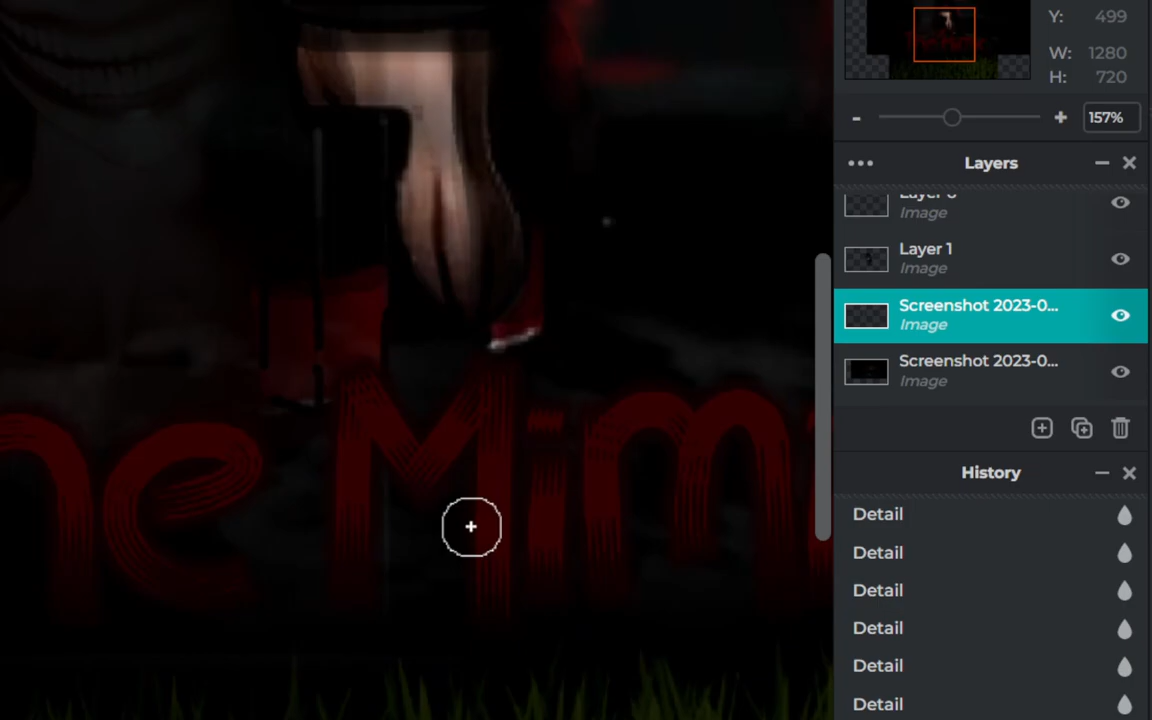 Y: 499
W: 1280
H: 720
- + 157%
Layers
Image
Layer 1
Image
Screenshot 2023-0...
Image
Screenshot 2023-0...
Image
History
Detail
Detail
Detail
Detail
Detail
Detail